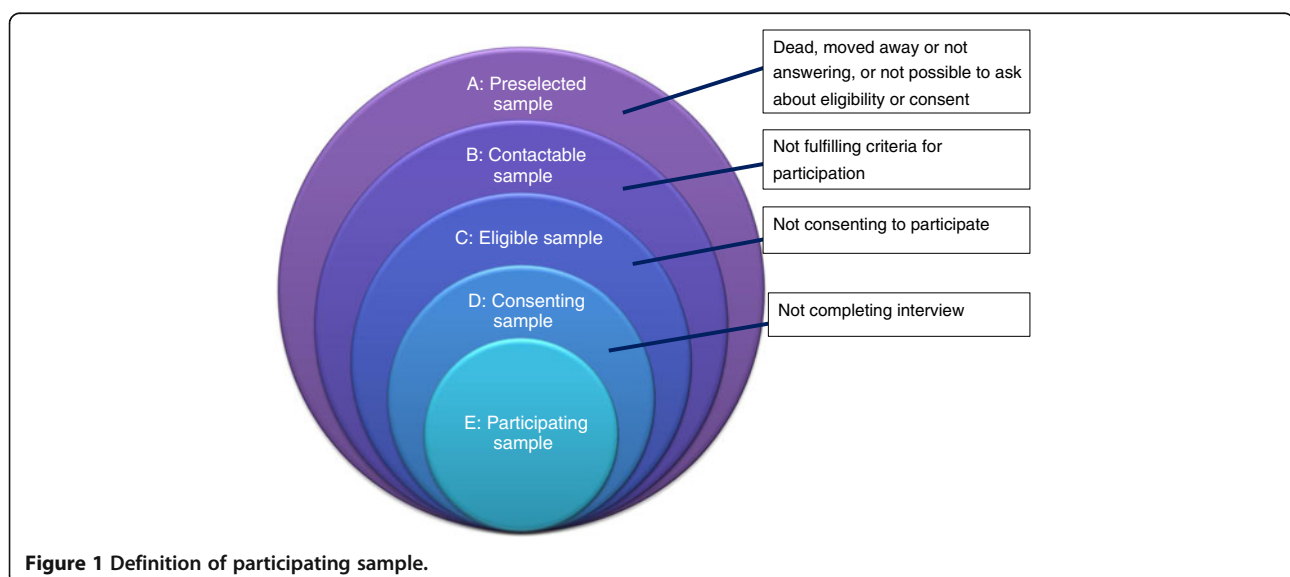 A: Preselected
sample
Dead, moved away or not
answering, or not possible to ask
about eligibility or consent
B: Contactable
sample
Not fulfilling criteria for
participation
C: Eligible sample
Not consenting to participate
D: Consenting
sample
Not completing interview
E: Participating
sample
Figure 1 Definition of participating sample.